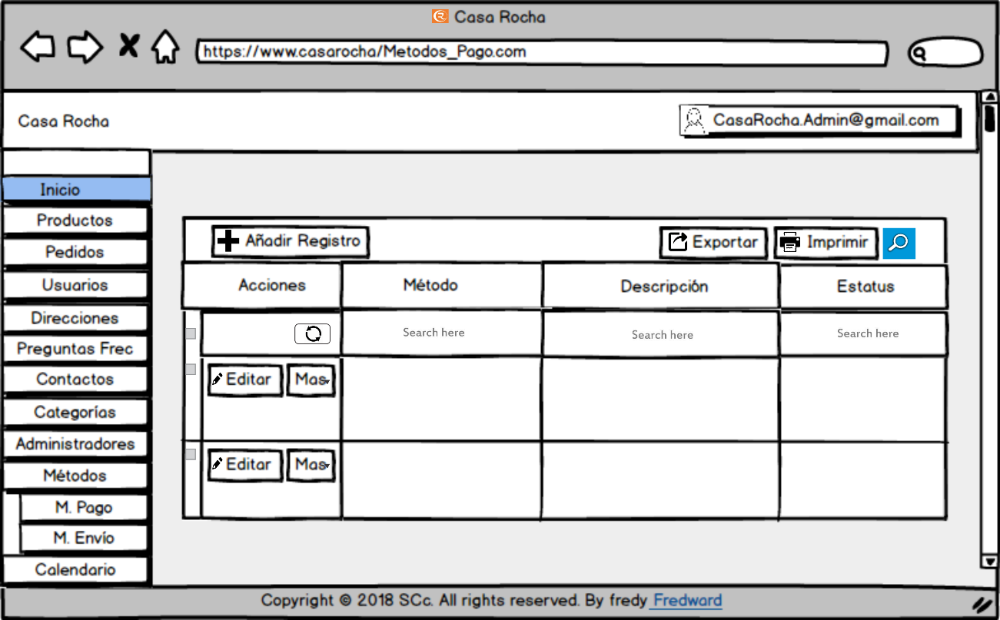 Casa Rocha
https://www.casarocha/Metodos_Pago.com
Casa Rocha
CasaRocha.Admin@gmail.com
Inicio
Productos
Pedidos
Usuarios
Direcciones
Preguntas Frec
Contactos
Categorías
Administradores
Métodos
M. Pago
M. Envío
Calendario
Añadir Registro
Exportar
Imprimir
Acciones
Método
Descripción
Estatus
Search here
Search here
Search here
Editar
Mas
Editar
Mas
Copyright © 2018 SCc. All rights reserved. By fredy Fredward